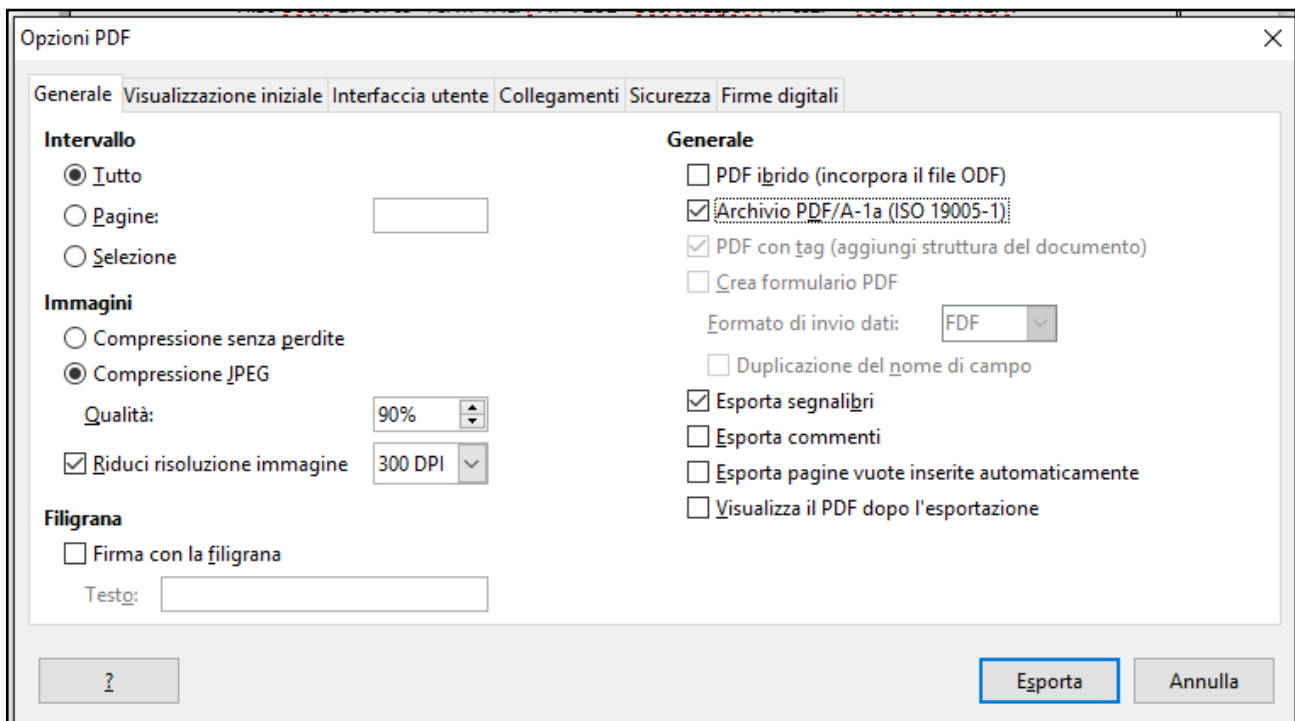 Opzioni PDF
Generale Visualizzazione iniziale Interfaccia utente Collegamenti Sicurezza Firme digitali
Intervallo
Tutto
Pagine:
Selezione
Immagini
Compressione senza perdite
Compressione JPEG
Qualità: 90%
Riduci risoluzione immagine 300 DPI
Filigrana
Firma con la filigrana
Testo:
Generale
PDF ibrido (incorpora il file ODF)
Archivio PDF/A-1a (ISO 19005-1)
PDF con tag (aggiungi struttura del documento)
Crea formulario PDF
Formato di invio dati: FDF
Duplicazione del nome di campo
Esporta segnalibri
Esporta commenti
Esporta pagine vuote inserite automaticamente
Visualizza il PDF dopo l'esportazione
? Esporta Annulla